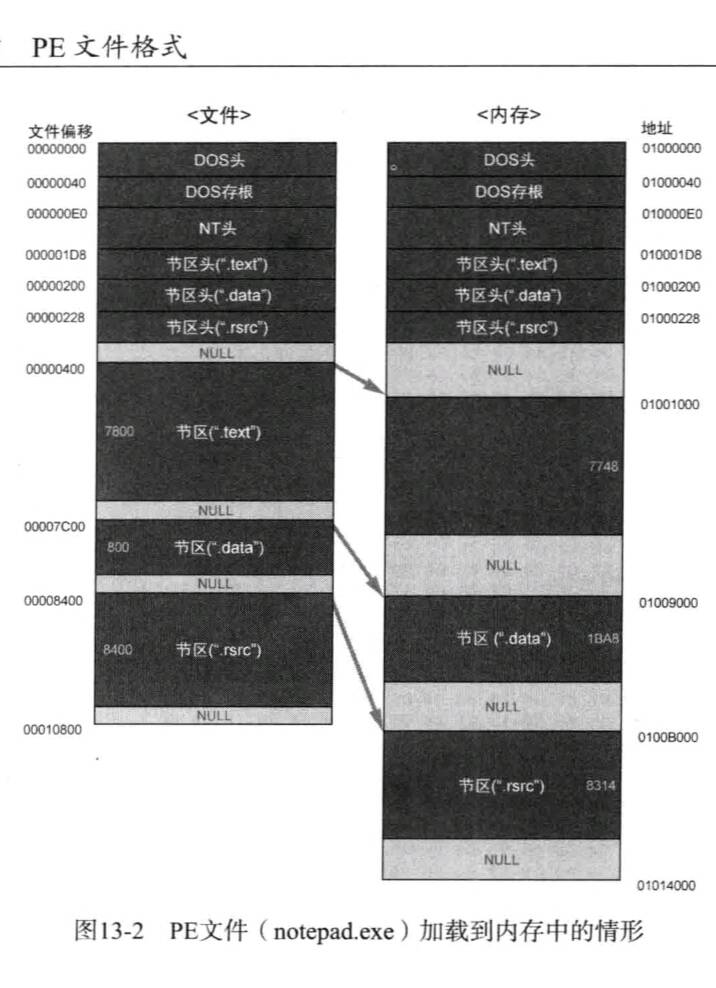 PE 文件格式
<文件>
<内存>
文件偏移
地址
00000000
DOS头
DOS头
01000000
00000040
DOS存根
DOS存根
01000040
000000E0
NT头
NT头
010000E0
000001D8
节区头(".text")
节区头(".text")
010001D8
00000200
节区头(".data")
节区头(".data")
01000200
00000228
节区头(".rsrc")
节区头(".rsrc")
01000228
NULL
00000400
NULL
01001000
7800
节区(".text")
7748
NULL
00007C00
800
节区(".data")
NULL
NULL
00008400
01009000
8400
节区(".rsrc")
节区 (".data")
1BA8
NULL
NULL
00010800
0100B000
节区(".rsrc")
8314
NULL
01014000
图13-2 PE文件(notepad.exe)加载到内存中的情形